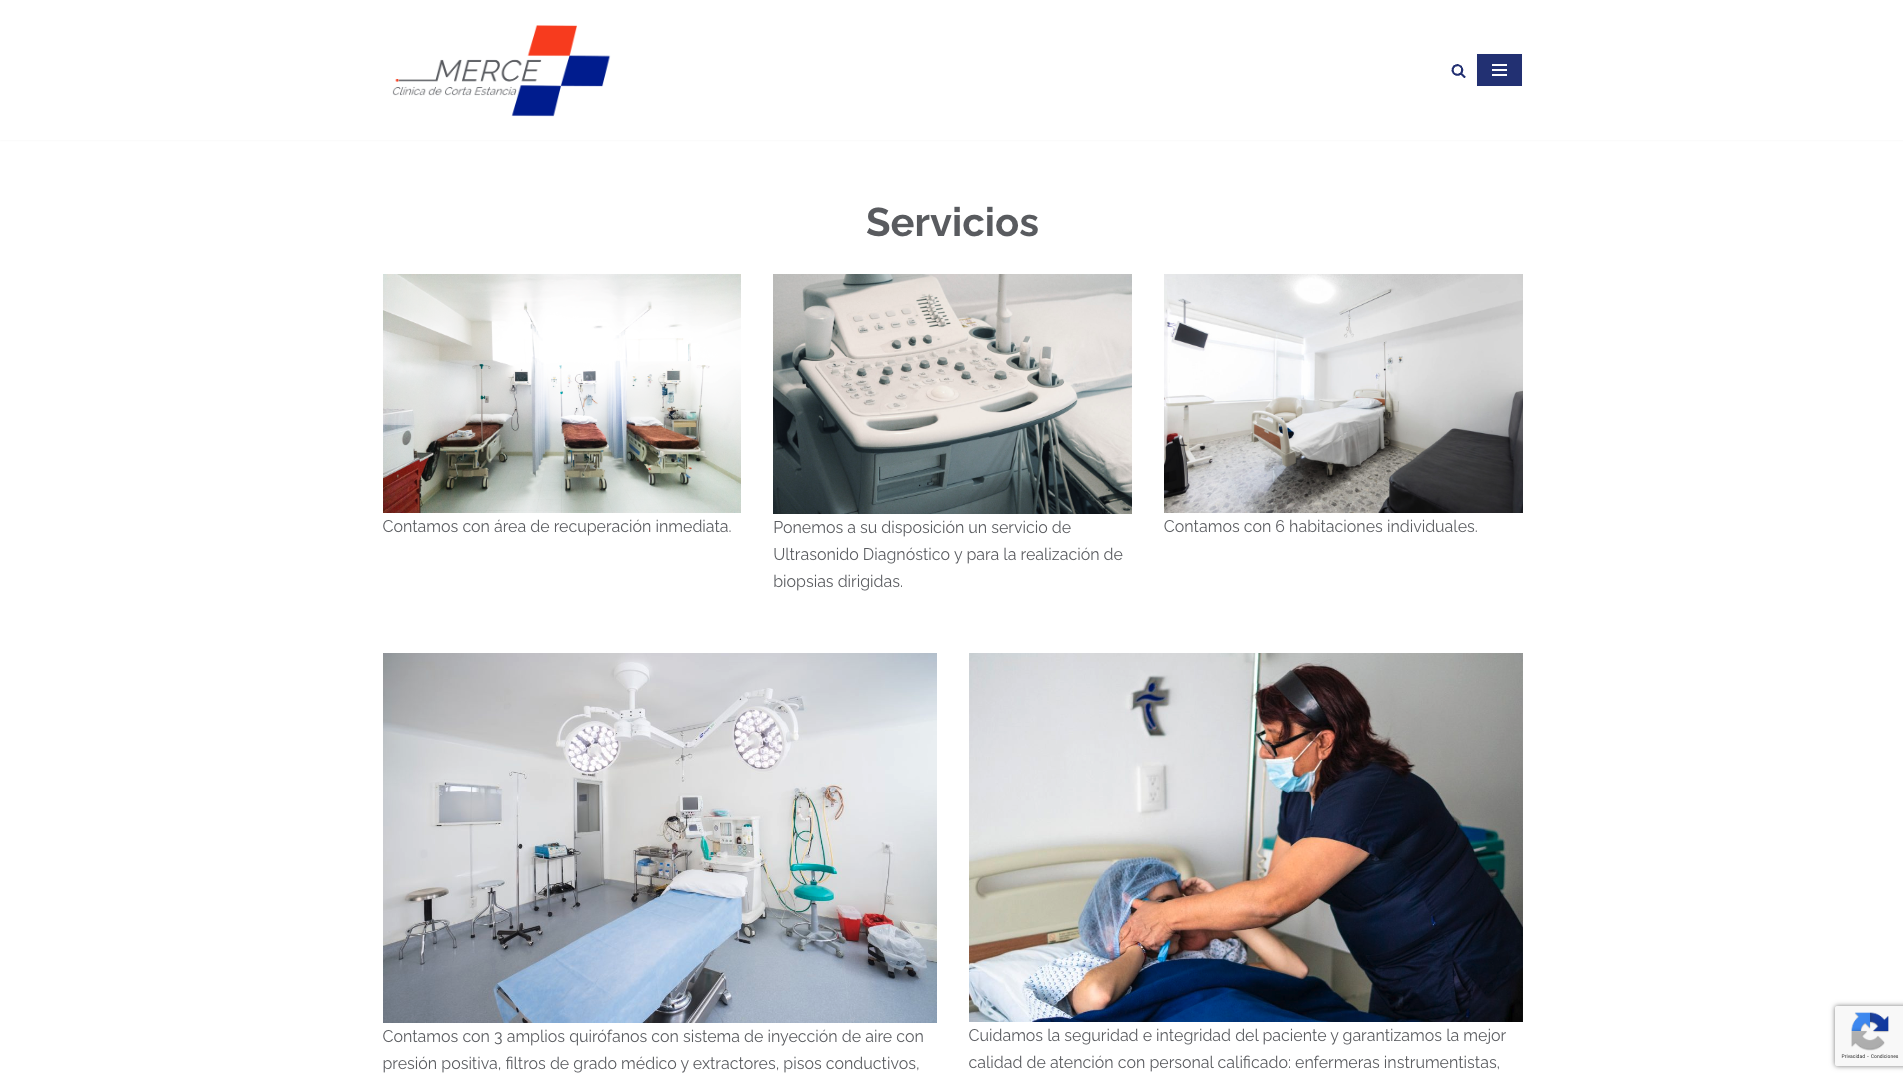 MERCE
Clínica de Corta Estancia
Servicios
Contamos con área de recuperación inmediata.
Ponemos a su disposición un servicio de
Ultrasonido Diagnóstico y para la realización de
biopsias dirigidas.
Contamos con 6 habitaciones individuales.
Contamos con 3 amplios quirófanos con sistema de inyección de aire con
presión positiva, filtros de grado médico y extractores, pisos conductivos,
Cuidamos la seguridad e integridad del paciente y garantizamos la mejor
calidad de atención con personal calificado: enfermeras instrumentistas,
Privacidad - Condiciones